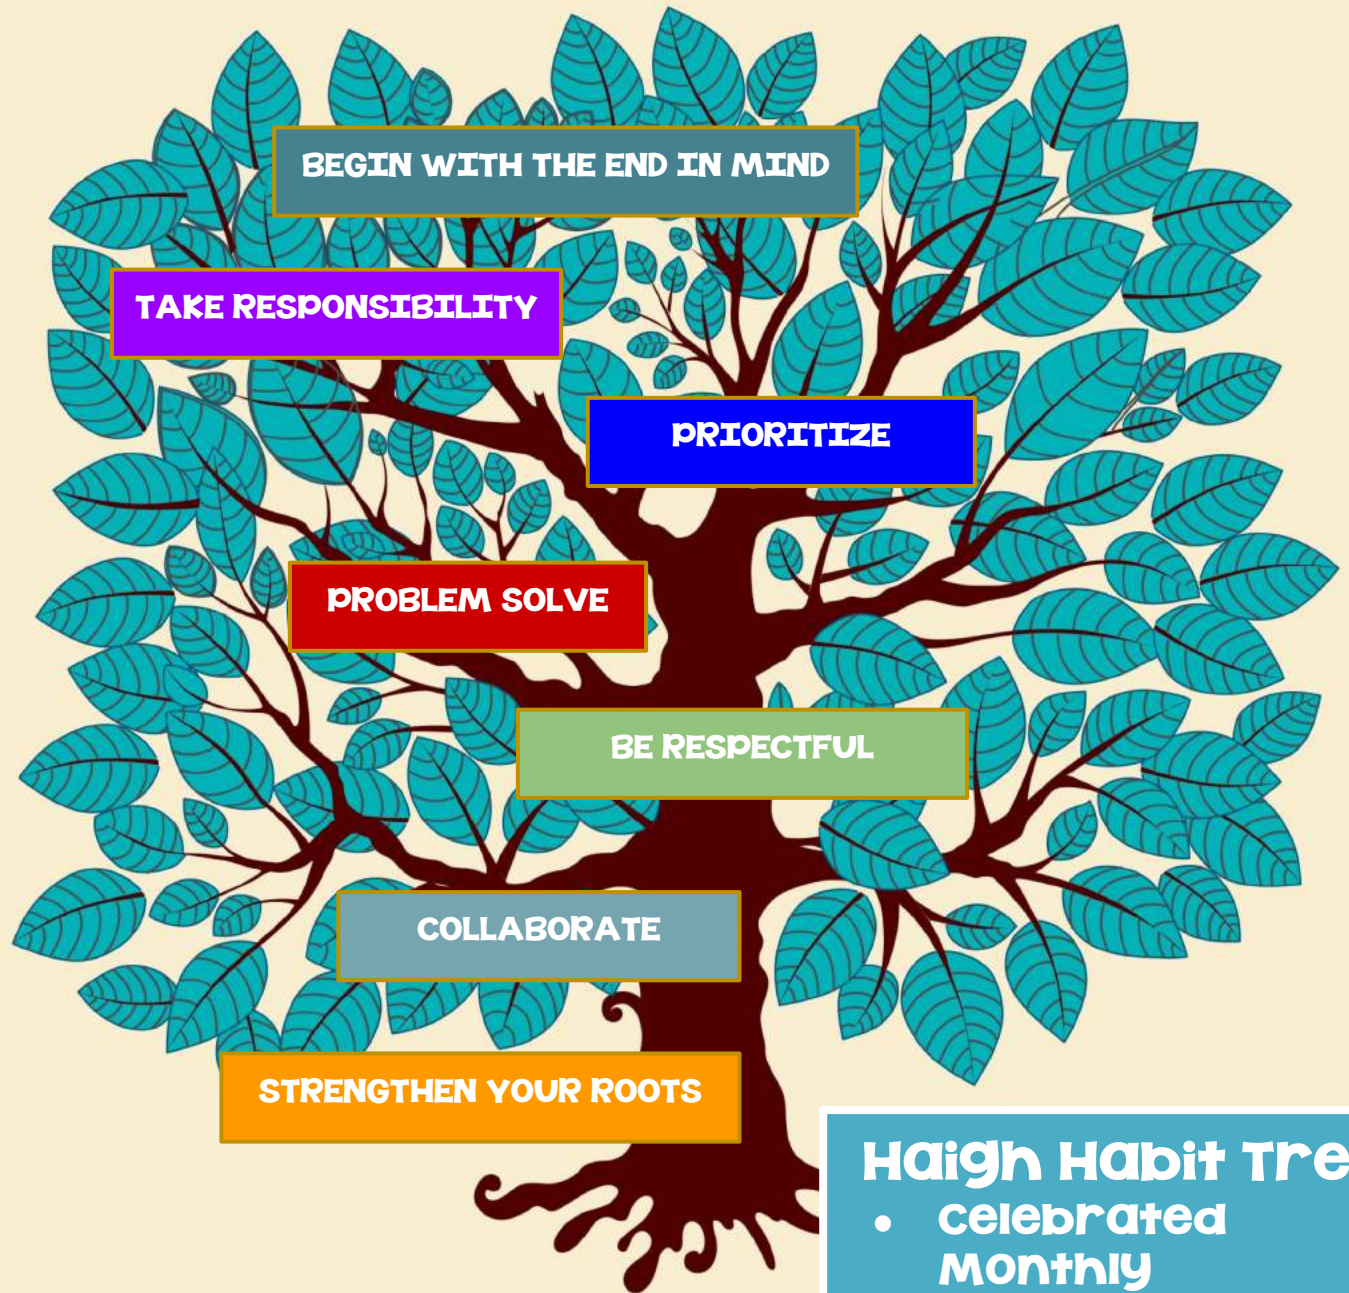 BEGIN WITH THE END IN MIND
TAKE RESPONSIBILITY
PRIORITIZE
PROBLEM SOLVE
BE RESPECTFUL
COLLABORATE
STRENGTHEN YOUR ROOTS
Haigh Habit Tre
• Celebrated
Monthly